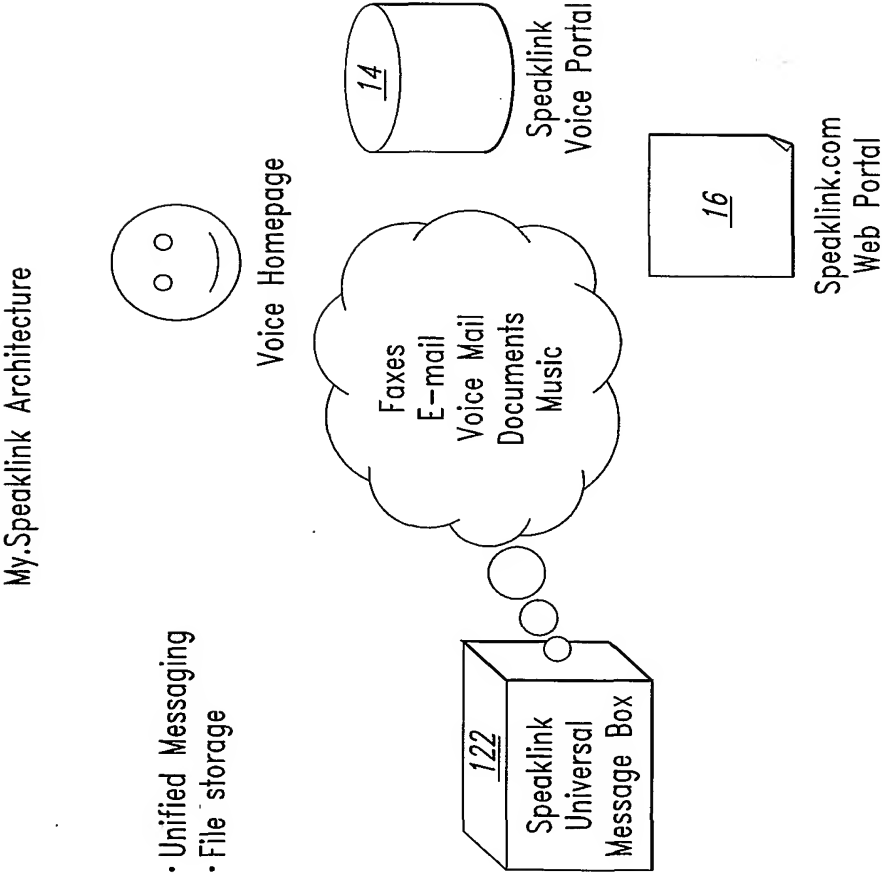 My.Speaklink Architecture
· Unified Messaging
· File storage
Voice Homepage
14
Speaklink
Voice Portal
Faxes
E-mail
Voice Mail
Documents
Music
122
Speaklink
Universal
Message Box
16
Speaklink.com
Web Portal